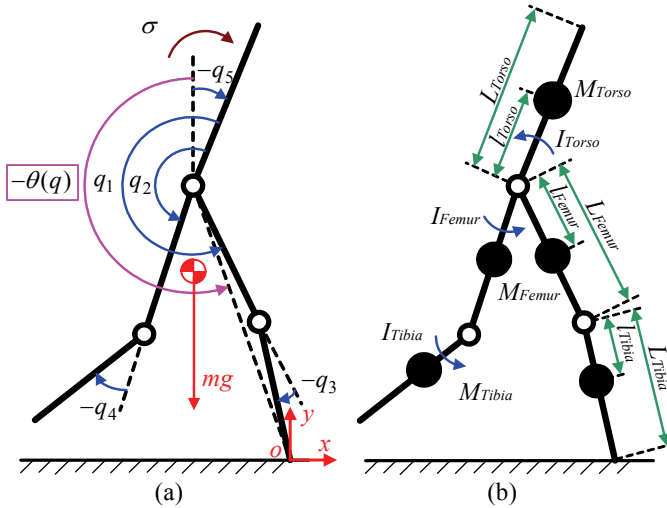 σ
−q5
−θ(q)
q1
q2
mg
−q4
−q3
y
o
x
(a)
LTorso
lTorso
MTorso
ITorso
IFemur
lFemur
LFemur
MFemur
ITibia
lTibia
LTibia
MTibia
(b)